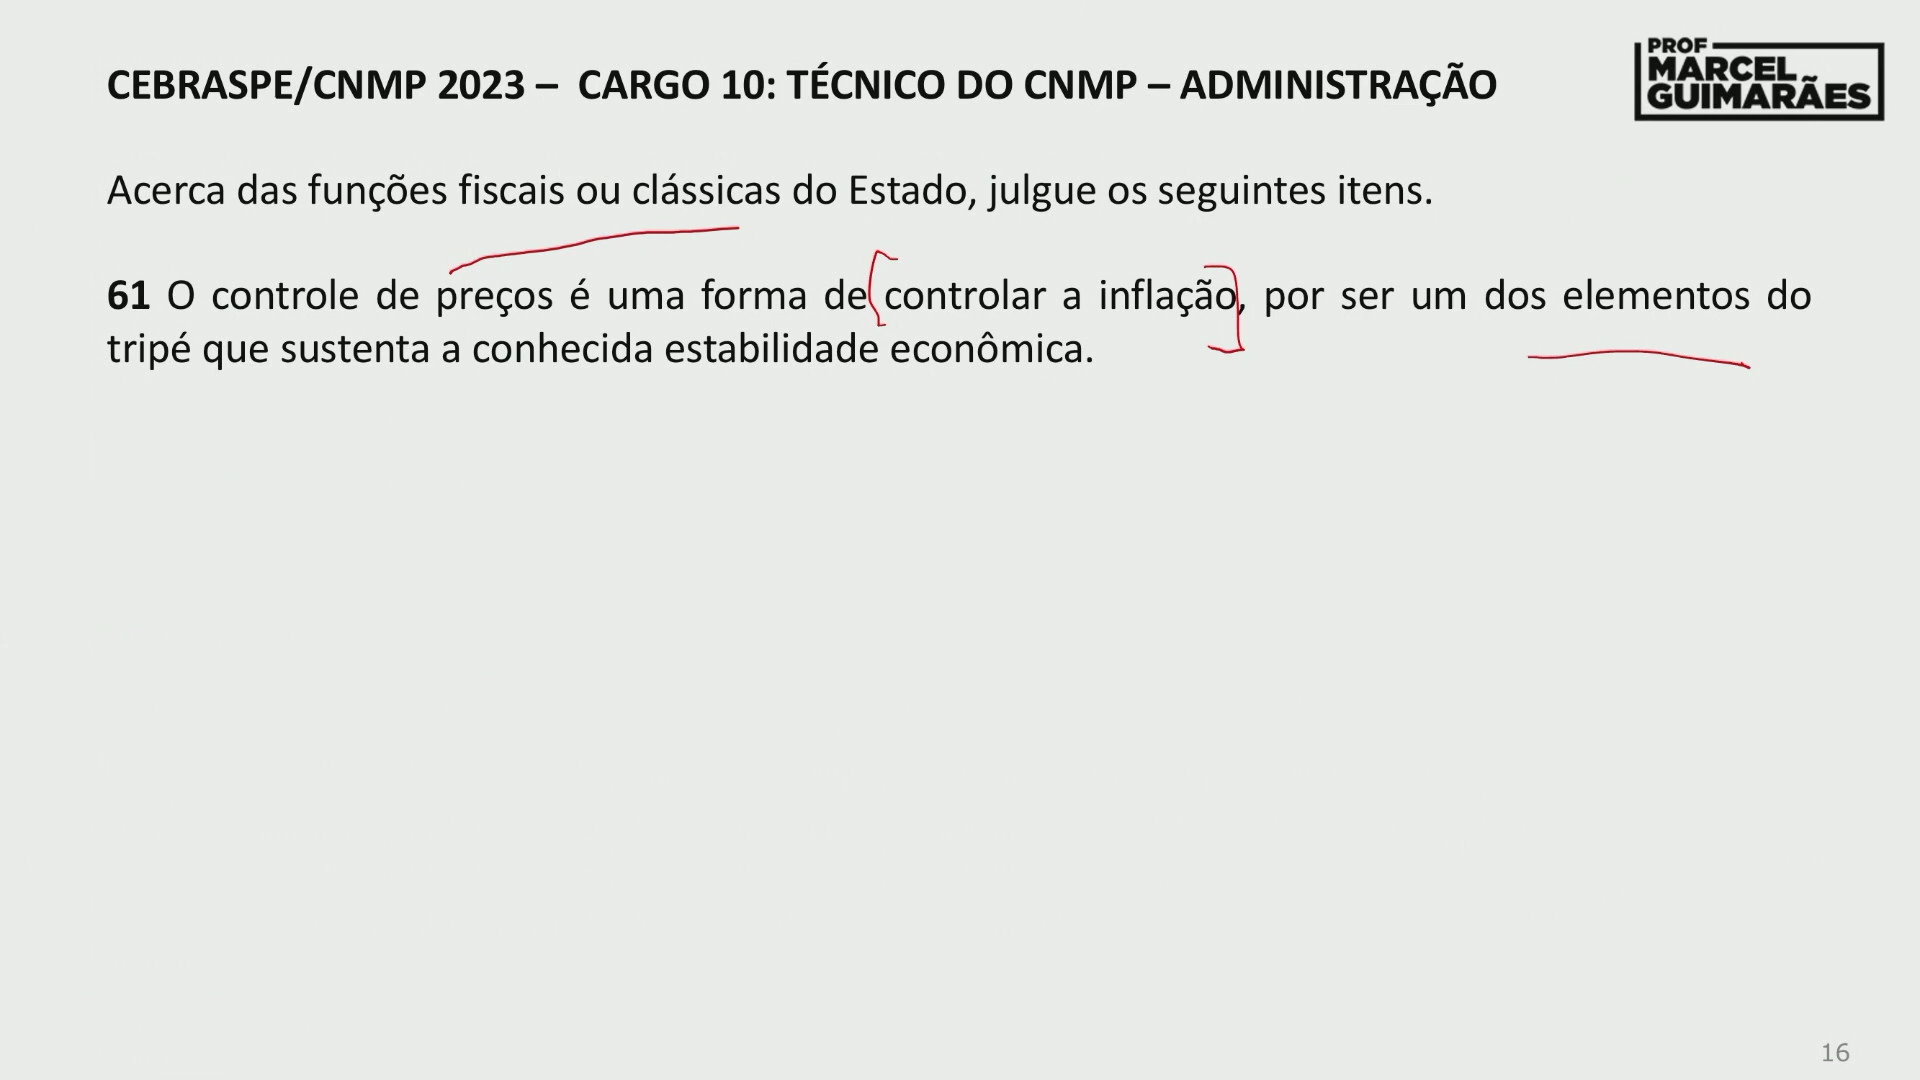 CEBRASPE/CNMP 2023 – CARGO 10: TÉCNICO DO CNMP – ADMINISTRAÇÃO
PROF
MARCEL
GUIMARÃES
Acerca das funções fiscais ou clássicas do Estado, julgue os seguintes itens.
61 O controle de preços é uma forma de controlar a inflação, por ser um dos elementos do
tripé que sustenta a conhecida estabilidade econômica.
16